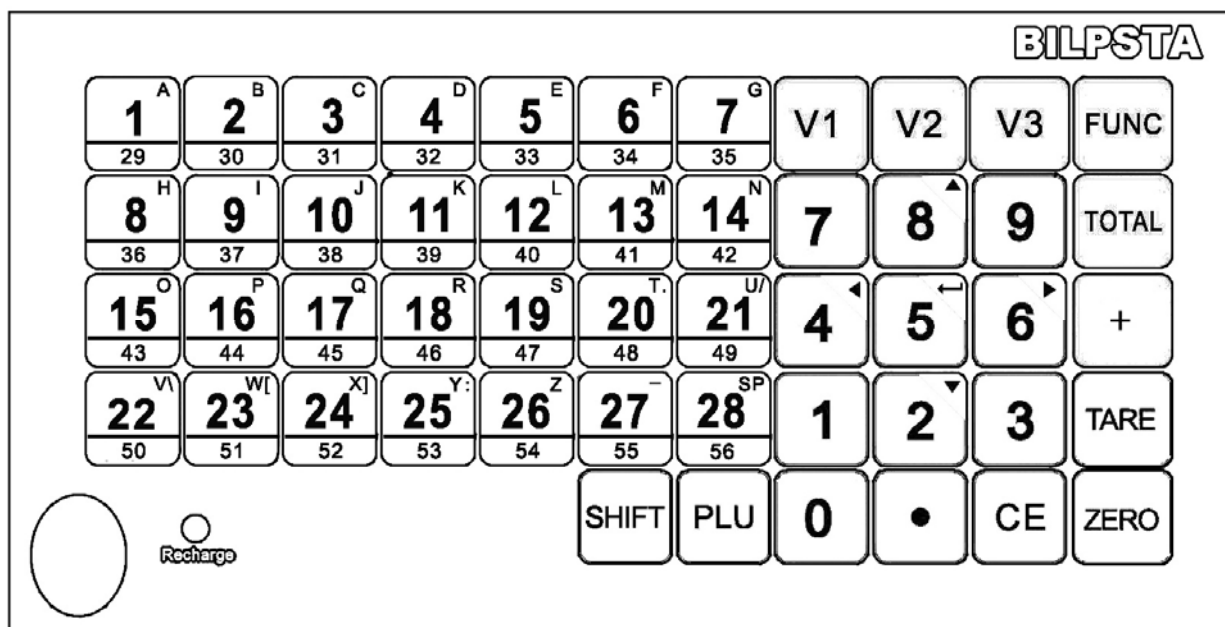 BILPSTA
A B C D E F G
1 2 3 4 5 6 7 V1 V2 V3 FUNC
29 30 31 32 33 34 35
H I J K L M N ▲
8 9 10 11 12 13 14 7 8 9 TOTAL
36 37 38 39 40 41 42
O P Q R S T. U/ ◀ ↵ ▶
15 16 17 18 19 20 21 4 5 6 +
43 44 45 46 47 48 49
V\ W[ X] Y: Z – SP ▼
22 23 24 25 26 27 28 1 2 3 TARE
50 51 52 53 54 55 56
SHIFT PLU 0 • CE ZERO
Recharge